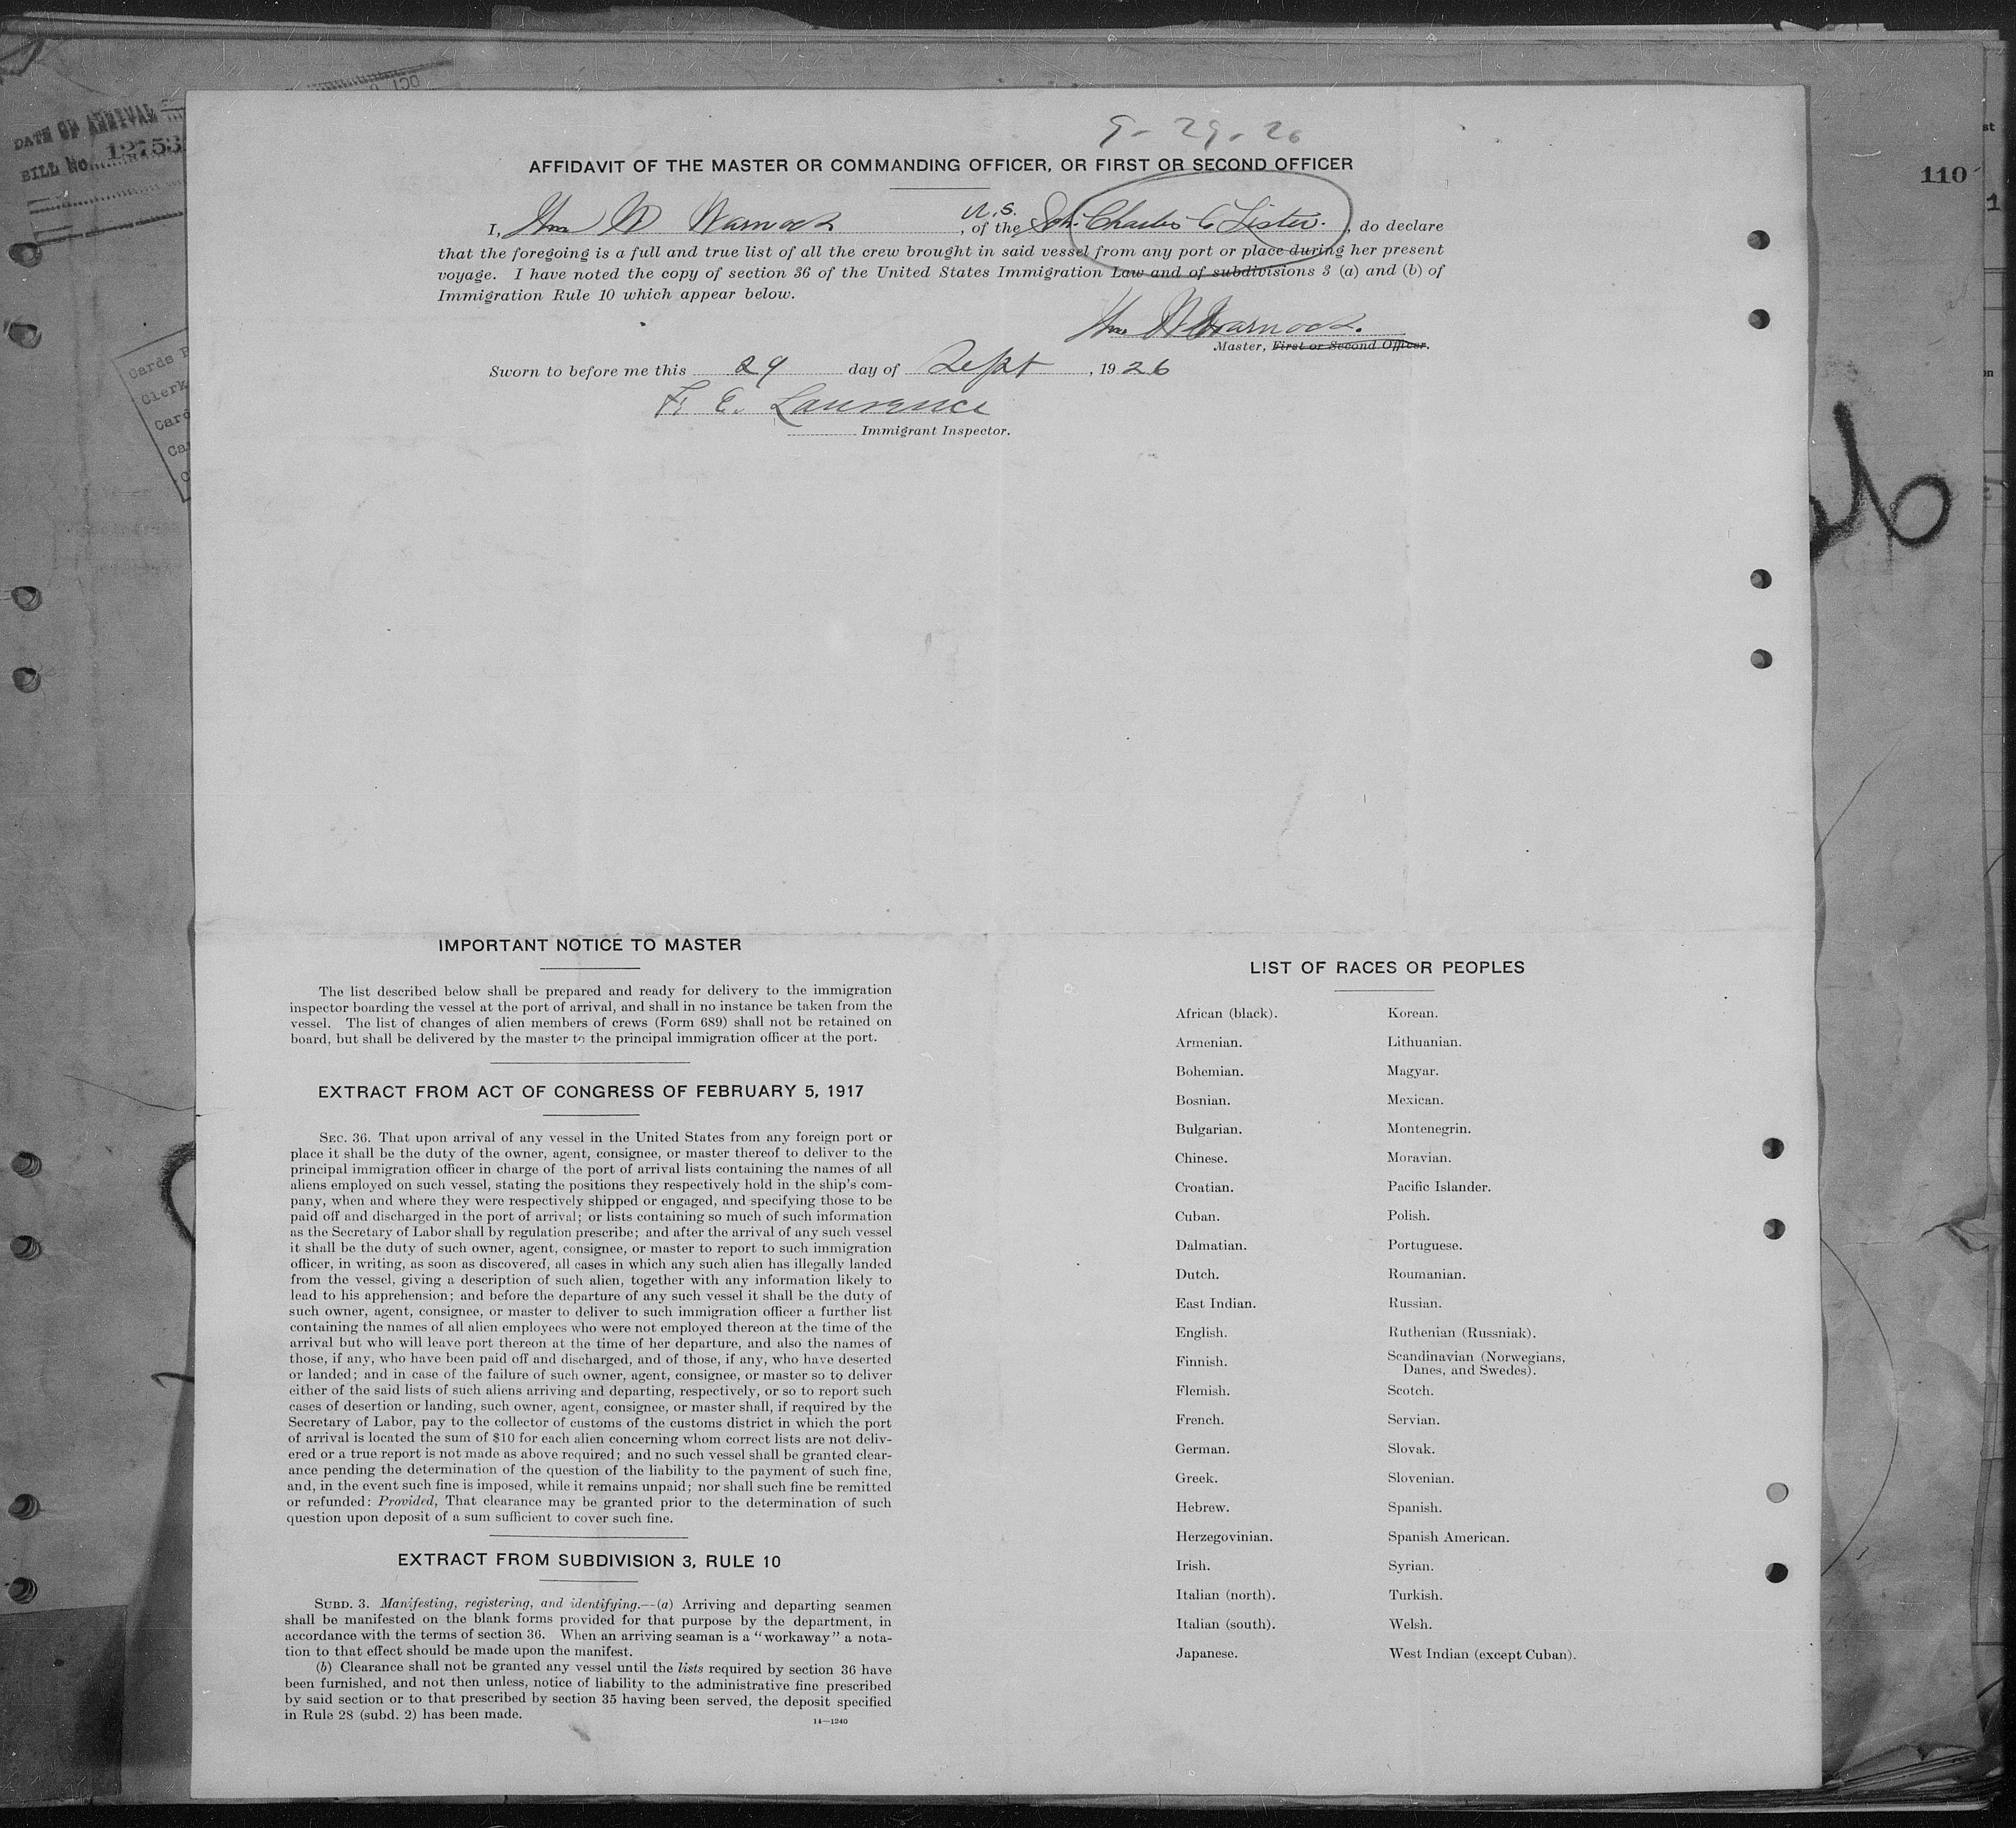 DATE OF ARRIVAL
BILL No. 12753
110
1
Cards
Clerk
9-29-26
AFFIDAVIT OF THE MASTER OR COMMANDING OFFICER, OR FIRST OR SECOND OFFICER
U.S.
I, Wm W Warnock, of the Sch. Charles C Lister, do declare
that the foregoing is a full and true list of all the crew brought in said vessel from any port or place during her present
voyage. I have noted the copy of section 36 of the United States Immigration Law and of subdivisions 3 (a) and (b) of
Immigration Rule 10 which appear below.
Wm W Warnock.
Master, First or Second Officer.
Sworn to before me this 29 day of Sept, 1926
F. E. Lawrence
Immigrant Inspector.
IMPORTANT NOTICE TO MASTER
The list described below shall be prepared and ready for delivery to the immigration
inspector boarding the vessel at the port of arrival, and shall in no instance be taken from the
vessel. The list of changes of alien members of crews (Form 689) shall not be retained on
board, but shall be delivered by the master to the principal immigration officer at the port.
EXTRACT FROM ACT OF CONGRESS OF FEBRUARY 5, 1917
SEC. 36. That upon arrival of any vessel in the United States from any foreign port or
place it shall be the duty of the owner, agent, consignee, or master thereof to deliver to the
principal immigration officer in charge of the port of arrival lists containing the names of all
aliens employed on such vessel, stating the positions they respectively hold in the ship's com-
pany, when and where they were respectively shipped or engaged, and specifying those to be
paid off and discharged in the port of arrival; or lists containing so much of such information
as the Secretary of Labor shall by regulation prescribe; and after the arrival of any such vessel
it shall be the duty of such owner, agent, consignee, or master to report to such immigration
officer, in writing, as soon as discovered, all cases in which any such alien has illegally landed
from the vessel, giving a description of such alien, together with any information likely to
lead to his apprehension; and before the departure of any such vessel it shall be the duty of
such owner, agent, consignee, or master to deliver to such immigration officer a further list
containing the names of all alien employees who were not employed thereon at the time of the
arrival but who will leave port thereon at the time of her departure, and also the names of
those, if any, who have been paid off and discharged, and of those, if any, who have deserted
or landed; and in case of the failure of such owner, agent, consignee, or master so to deliver
either of the said lists of such aliens arriving and departing, respectively, or so to report such
cases of desertion or landing, such owner, agent, consignee, or master shall, if required by the
Secretary of Labor, pay to the collector of customs of the customs district in which the port
of arrival is located the sum of $10 for each alien concerning whom correct lists are not deliv-
ered or a true report is not made as above required; and no such vessel shall be granted clear-
ance pending the determination of the question of the liability to the payment of such fine,
and, in the event such fine is imposed, while it remains unpaid; nor shall such fine be remitted
or refunded: Provided, That clearance may be granted prior to the determination of such
question upon deposit of a sum sufficient to cover such fine.
EXTRACT FROM SUBDIVISION 3, RULE 10
SUBD. 3. Manifesting, registering, and identifying.—(a) Arriving and departing seamen
shall be manifested on the blank forms provided for that purpose by the department, in
accordance with the terms of section 36. When an arriving seaman is a "workaway" a nota-
tion to that effect should be made upon the manifest.
(b) Clearance shall not be granted any vessel until the lists required by section 36 have
been furnished, and not then unless, notice of liability to the administrative fine prescribed
by said section or to that prescribed by section 35 having been served, the deposit specified
in Rule 28 (subd. 2) has been made.
14—1240
LIST OF RACES OR PEOPLES
African (black).
Armenian.
Bohemian.
Bosnian.
Bulgarian.
Chinese.
Croatian.
Cuban.
Dalmatian.
Dutch.
East Indian.
English.
Finnish.
Flemish.
French.
German.
Greek.
Hebrew.
Herzegovinian.
Irish.
Italian (north).
Italian (south).
Japanese.
Korean.
Lithuanian.
Magyar.
Mexican.
Montenegrin.
Moravian.
Pacific Islander.
Polish.
Portuguese.
Roumanian.
Russian.
Ruthenian (Russniak).
Scandinavian (Norwegians,
Danes, and Swedes).
Scotch.
Servian.
Slovak.
Slovenian.
Spanish.
Spanish American.
Syrian.
Turkish.
Welsh.
West Indian (except Cuban).